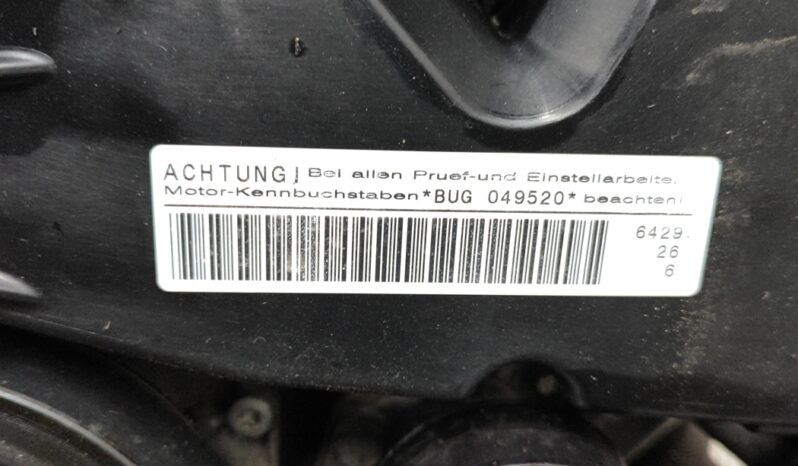 ACHTUNG! Bei allen Pruef-und Einstellarbeite.
Motor-Kennbuchstaben *BUG 049520* beachten!
6429.
26
6